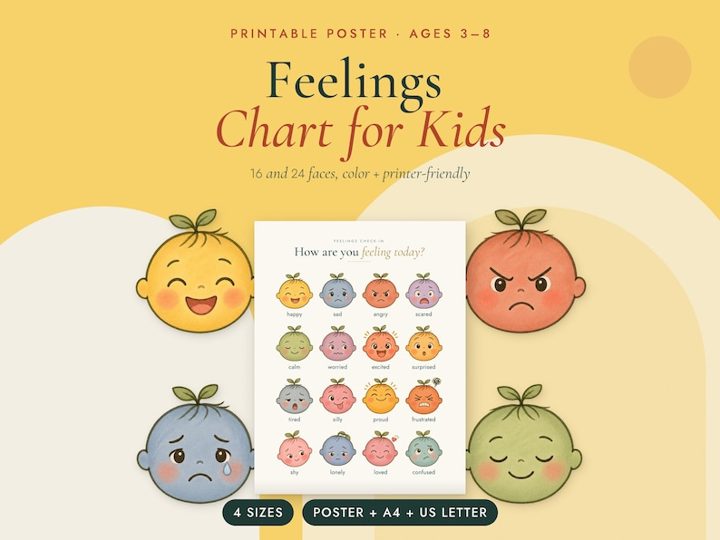 PRINTABLE POSTER · AGES 3–8
Feelings
Chart for Kids
16 and 24 faces, color + printer-friendly
FEELINGS CHECK-IN
How are you feeling today?
happy sad angry scared
calm worried excited surprised
tired silly proud frustrated
shy lonely loved confused
4 SIZES
POSTER + A4 + US LETTER